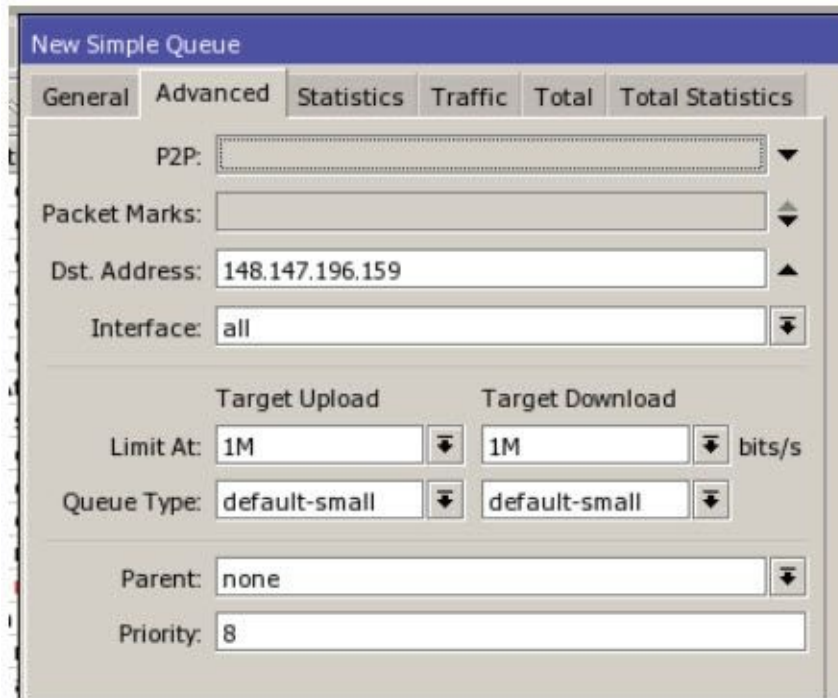 New Simple Queue
General Advanced Statistics Traffic Total Total Statistics
P2P:
Packet Marks:
Dst. Address: 148.147.196.159
Interface: all
Target Upload Target Download
Limit At: 1M 1M bits/s
Queue Type: default-small default-small
Parent: none
Priority: 8